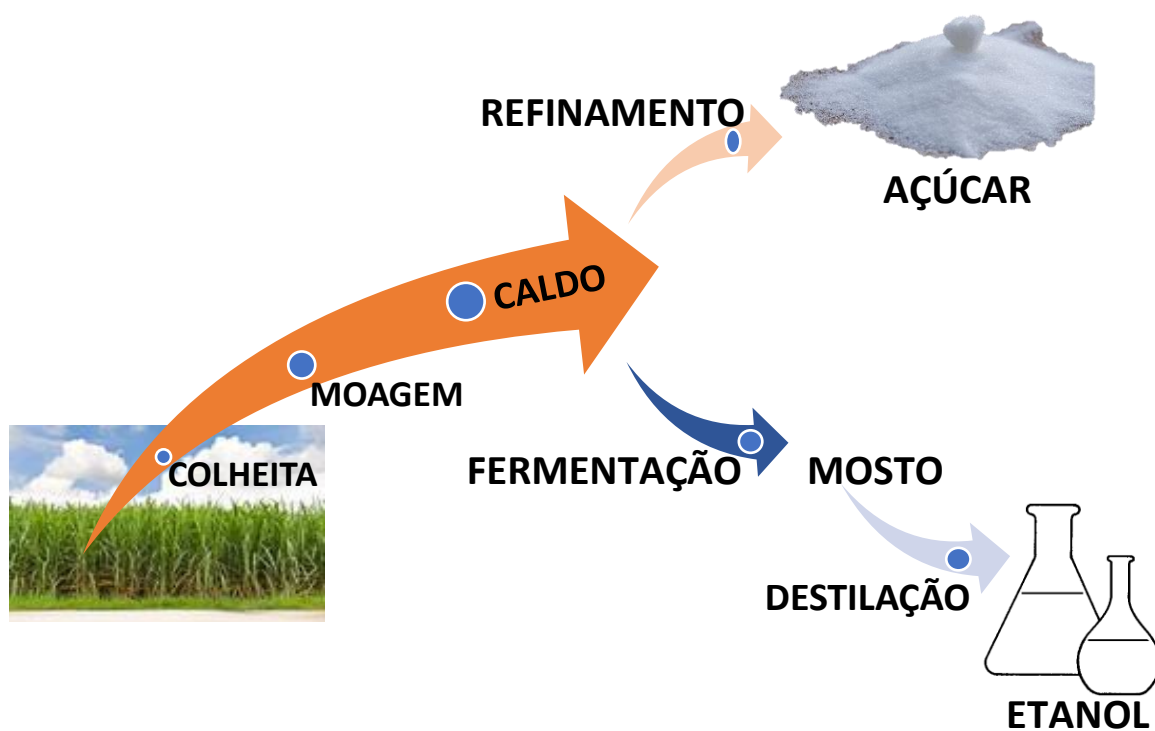 REFINAMENTO
AÇÚCAR
CALDO
MOAGEM
COLHEITA
FERMENTAÇÃO
MOSTO
DESTILAÇÃO
ETANOL